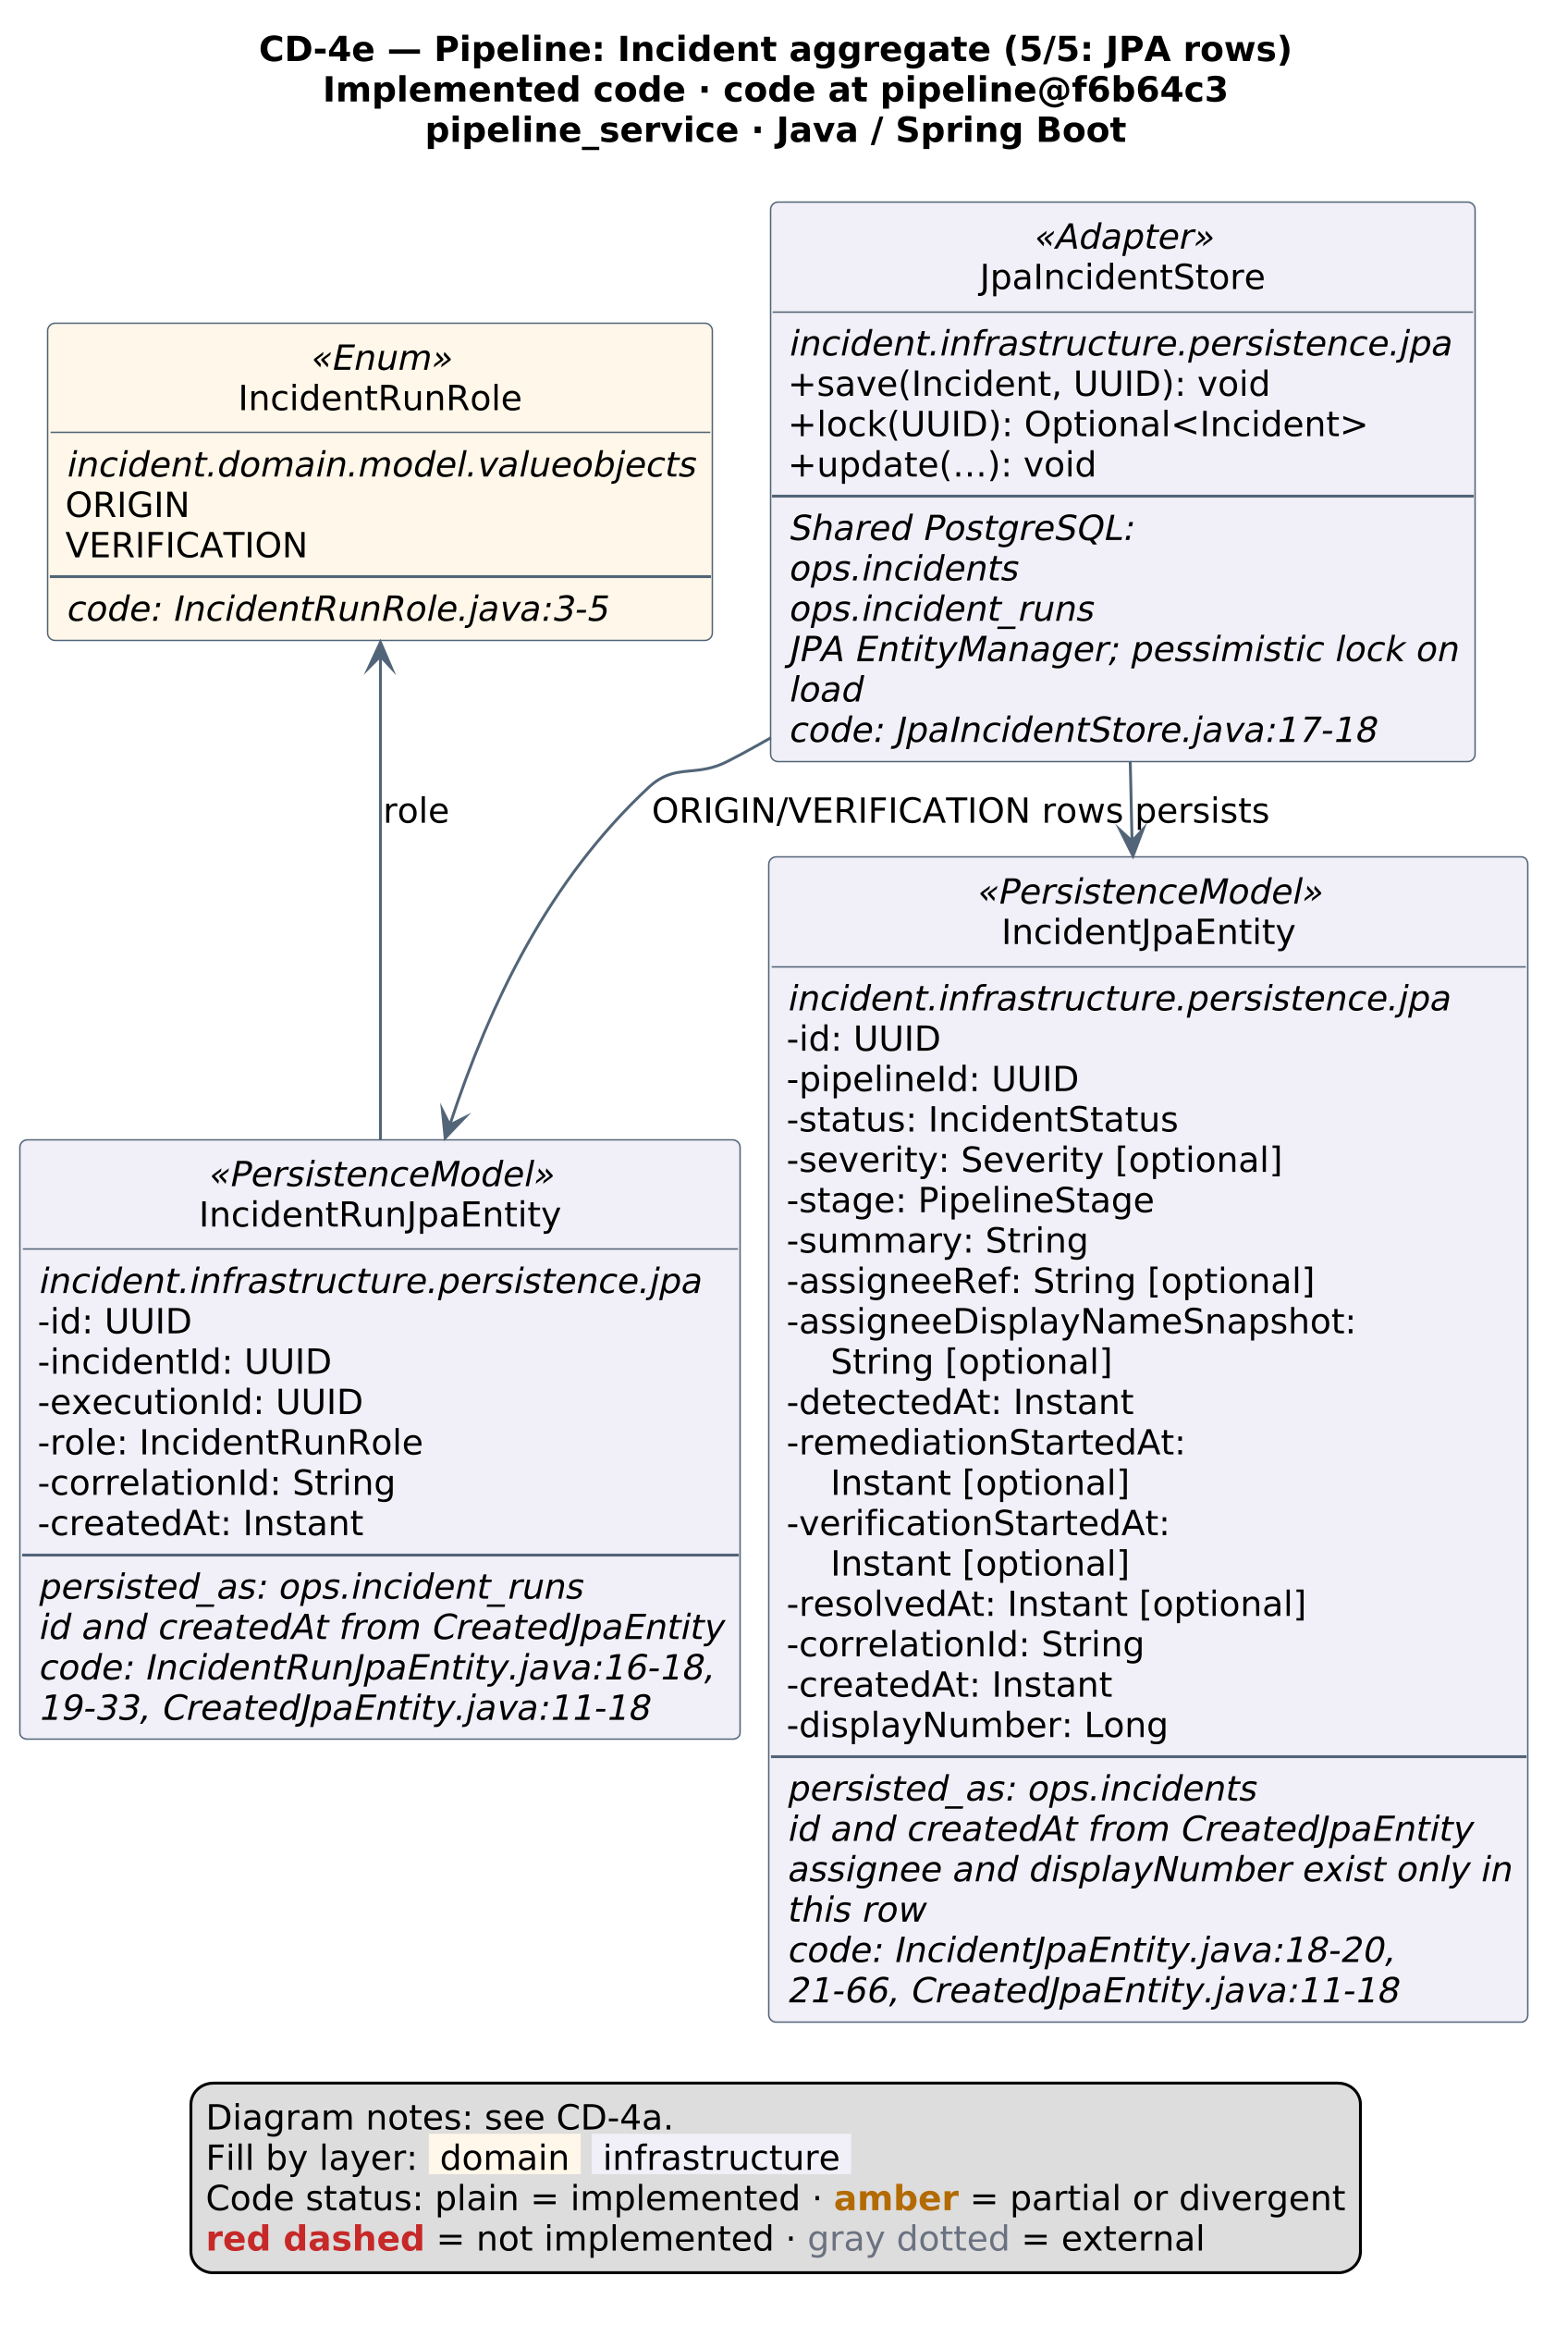 CD-4e — Pipeline: Incident aggregate (5/5: JPA rows)
Implemented code · code at pipeline@f6b64c3
pipeline_service · Java / Spring Boot
«Adapter»
JpaIncidentStore
incident.infrastructure.persistence.jpa
+save(Incident, UUID): void
+lock(UUID): Optional<Incident>
+update(...): void
Shared PostgreSQL:
ops.incidents
ops.incident_runs
JPA EntityManager; pessimistic lock on
load
code: JpaIncidentStore.java:17-18
«Enum»
IncidentRunRole
incident.domain.model.valueobjects
ORIGIN
VERIFICATION
code: IncidentRunRole.java:3-5
role
ORIGIN/VERIFICATION rows
persists
«PersistenceModel»
IncidentJpaEntity
incident.infrastructure.persistence.jpa
-id: UUID
-pipelineId: UUID
-status: IncidentStatus
-severity: Severity [optional]
-stage: PipelineStage
-summary: String
-assigneeRef: String [optional]
-assigneeDisplayNameSnapshot:
String [optional]
-detectedAt: Instant
-remediationStartedAt:
Instant [optional]
-verificationStartedAt:
Instant [optional]
-resolvedAt: Instant [optional]
-correlationId: String
-createdAt: Instant
-displayNumber: Long
persisted_as: ops.incidents
id and createdAt from CreatedJpaEntity
assignee and displayNumber exist only in
this row
code: IncidentJpaEntity.java:18-20,
21-66, CreatedJpaEntity.java:11-18
«PersistenceModel»
IncidentRunJpaEntity
incident.infrastructure.persistence.jpa
-id: UUID
-incidentId: UUID
-executionId: UUID
-role: IncidentRunRole
-correlationId: String
-createdAt: Instant
persisted_as: ops.incident_runs
id and createdAt from CreatedJpaEntity
code: IncidentRunJpaEntity.java:16-18,
19-33, CreatedJpaEntity.java:11-18
Diagram notes: see CD-4a.
Fill by layer: domain infrastructure
Code status: plain = implemented · amber = partial or divergent
red dashed = not implemented · gray dotted = external